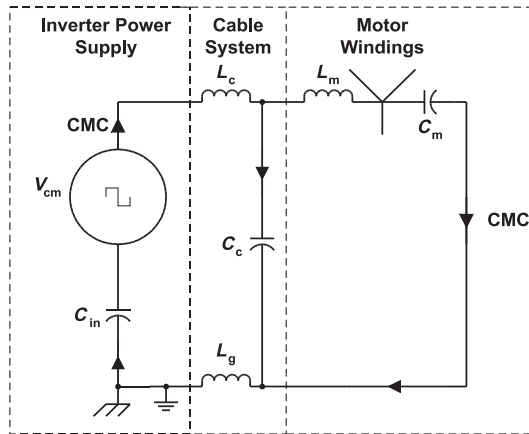 Inverter Power
Supply
Cable
System
Motor
Windings
Lc
Lm
CMC
Cm
Vcm
CMC
Cc
Cin
Lg